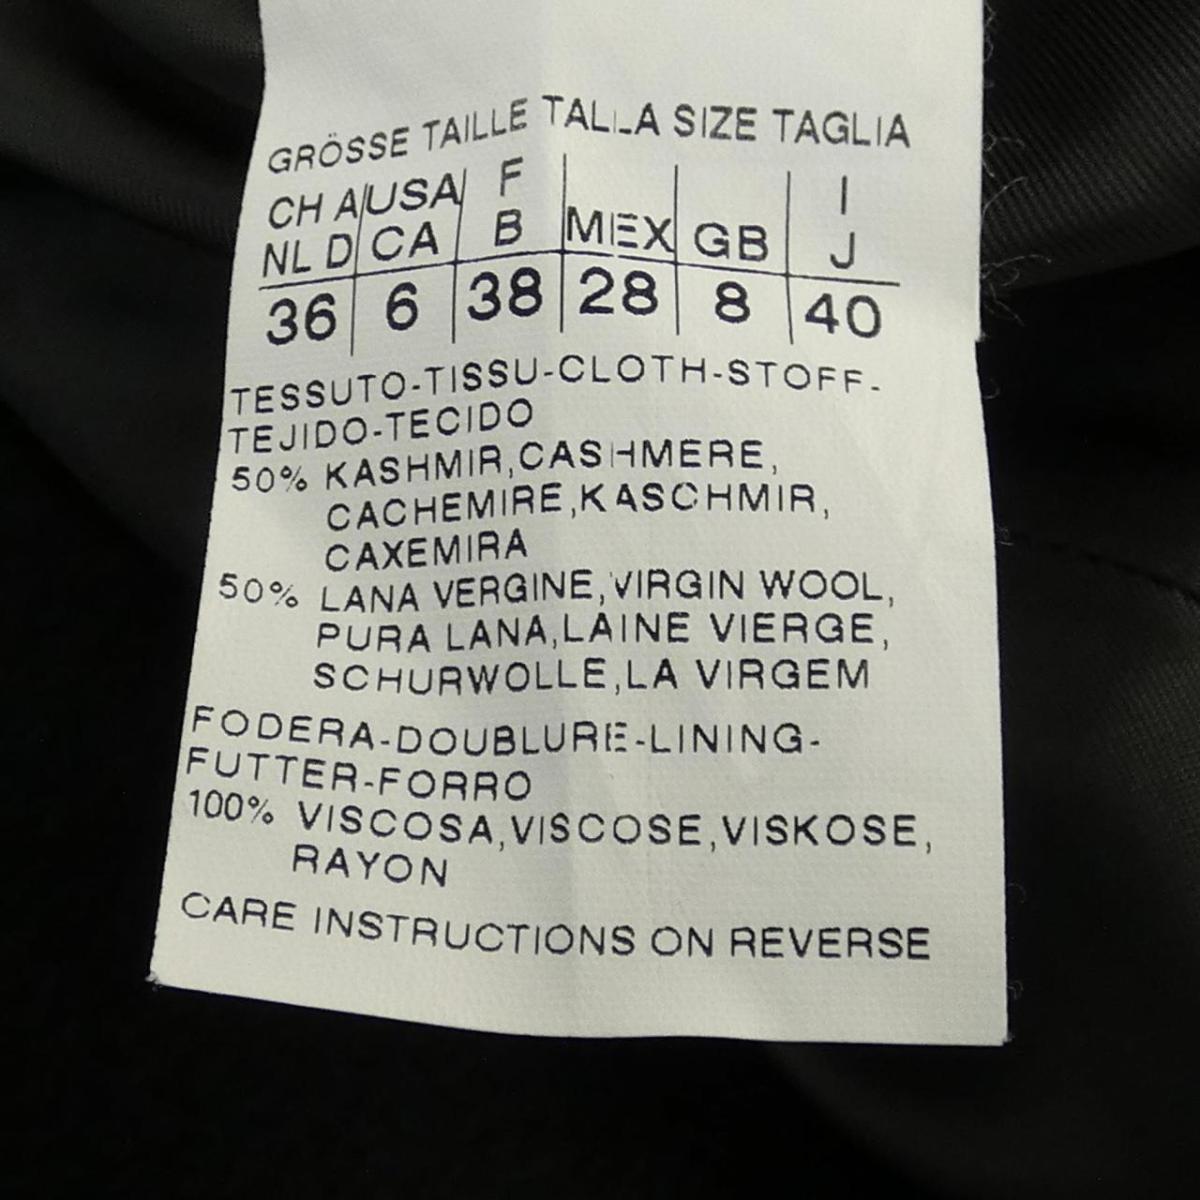 GRÖSSE TAILLE TALLA SIZE TAGLIA
CH A USA F MEX GB I
NL D CA B J
36 6 38 28 8 40
TESSUTO-TISSU-CLOTH-STOFF-
TEJIDO-TECIDO
50% KASHMIR,CASHMERE,
CACHEMIRE,KASCHMIR,
CAXEMIRA
50% LANA VERGINE,VIRGIN WOOL,
PURA LANA,LAINE VIERGE,
SCHURWOLLE,LA VIRGEM
FODERA-DOUBLURE-LINING-
FUTTER-FORRO
100% VISCOSA,VISCOSE,VISKOSE,
RAYON
CARE INSTRUCTIONS ON REVERSE